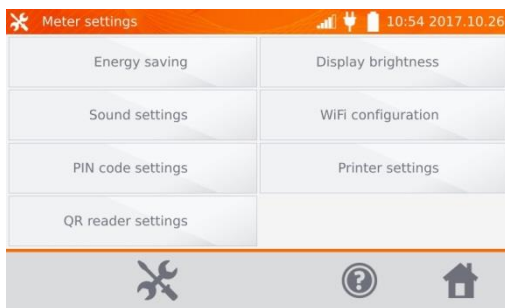 Meter settings
10:54 2017.10.26
Energy saving
Display brightness
Sound settings
WiFi configuration
PIN code settings
Printer settings
QR reader settings
?